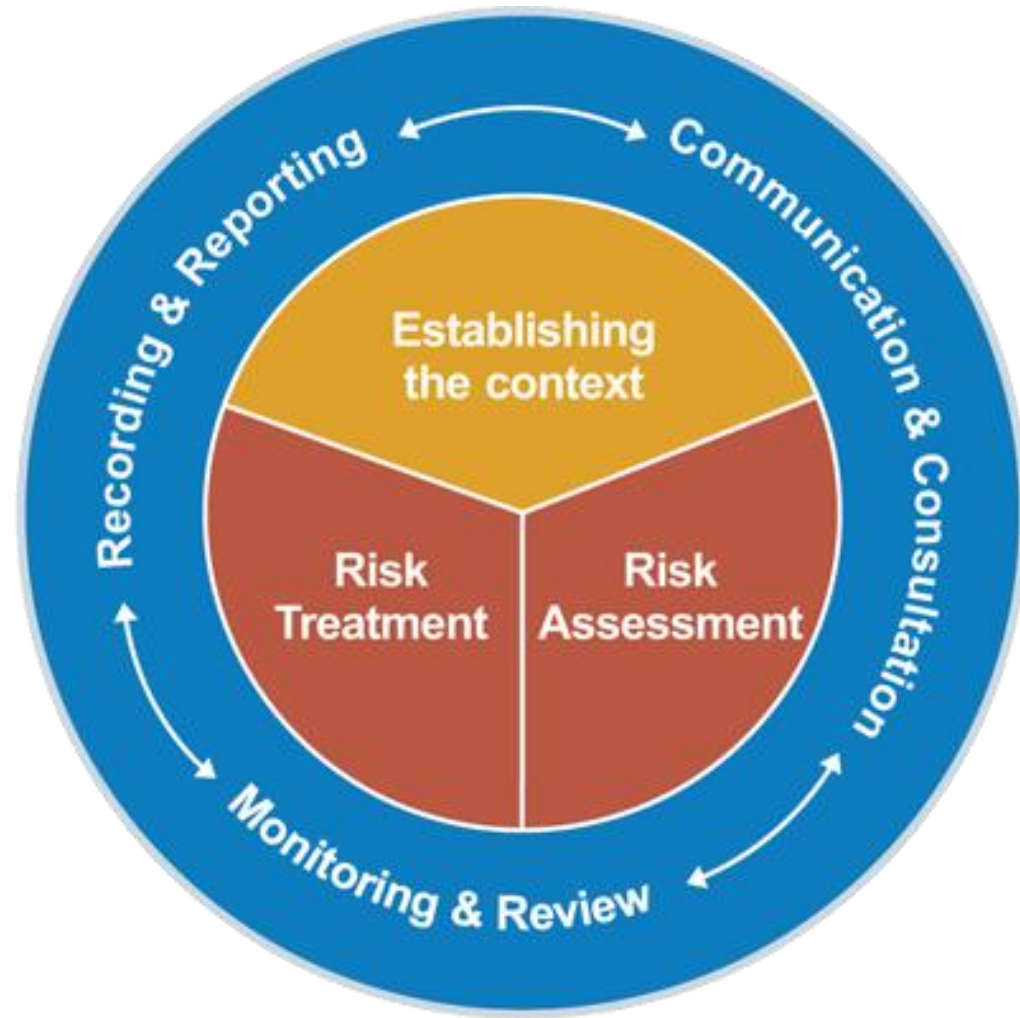 Recording & Reporting
Communication & Consultation
Establishing
the context
Risk
Treatment
Risk
Assessment
Monitoring & Review